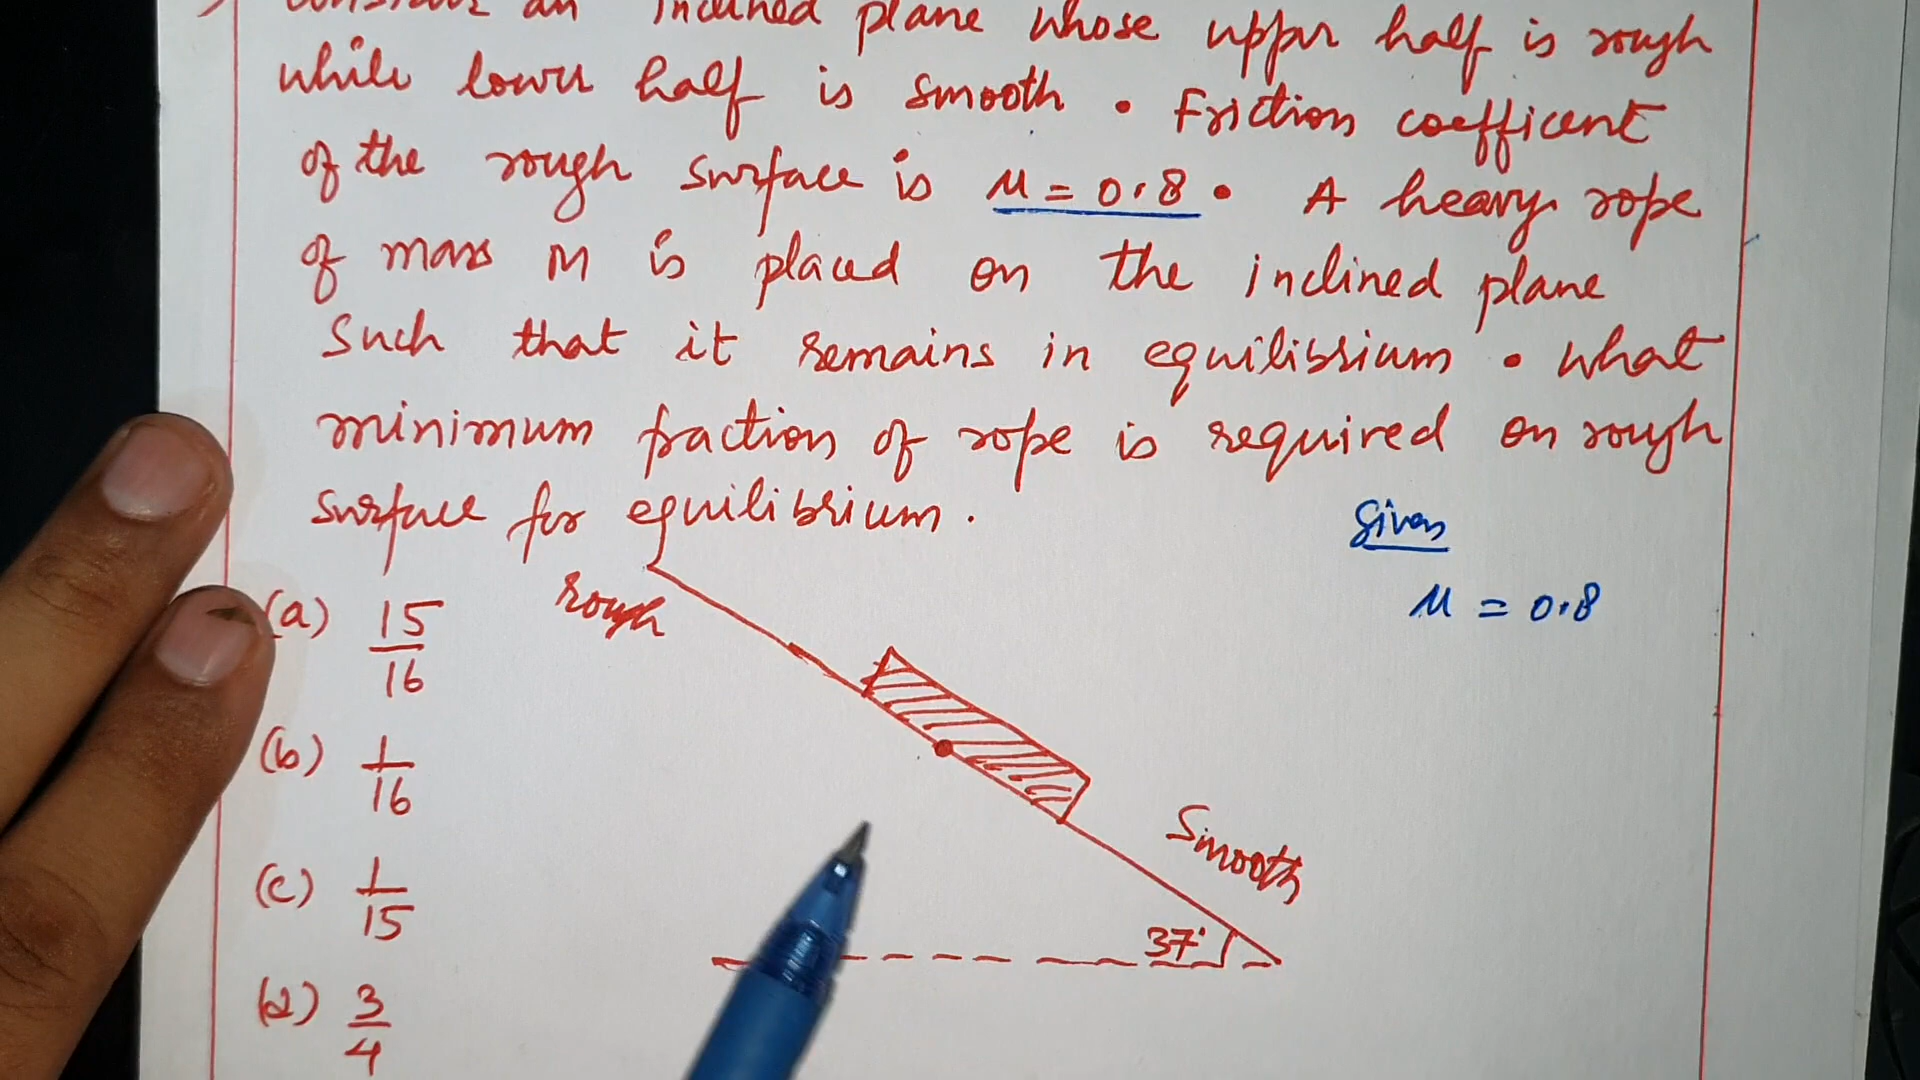 Consider an Inclined plane whose upper half is rough
while lower half is smooth . Friction coefficent
of the rough surface is μ = 0.8 . A heavy rope
of mass M is placed on the inclined plane
Such that it remains in equilibrium . what
minimum fraction of rope is required on rough
surface for equilibrium .
Given
μ = 0.8
rough
(a) 15/16
(b) 1/16
(c) 1/15
(d) 3/4
Smooth
37°